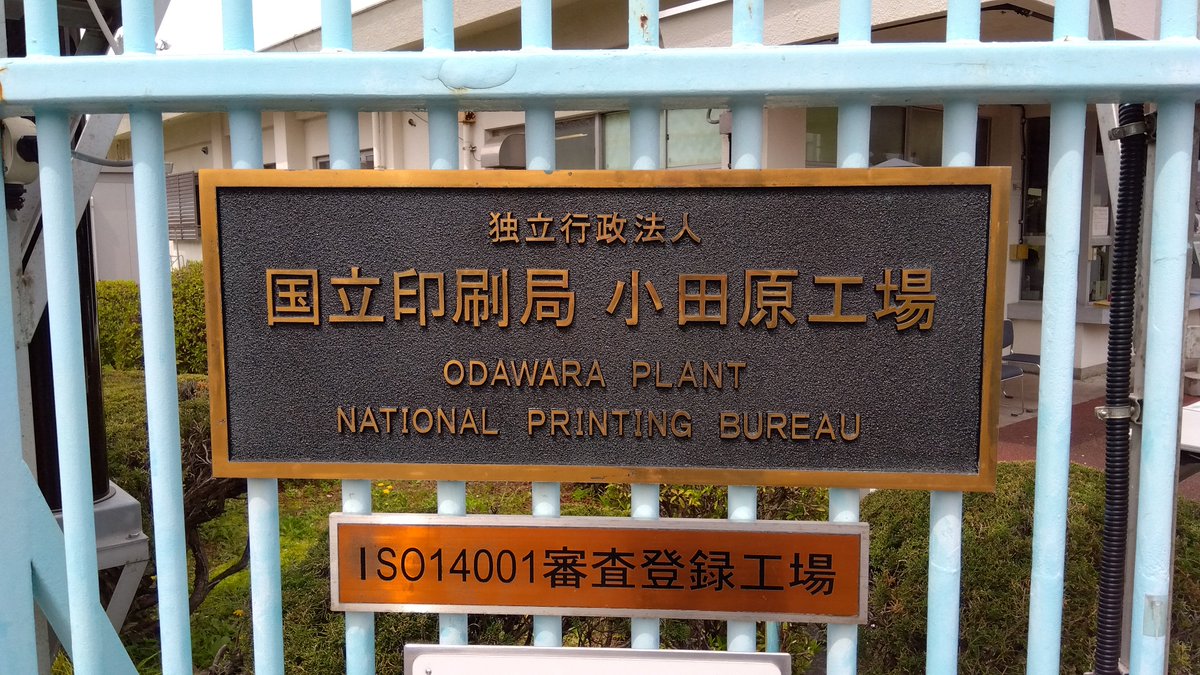 独立行政法人
国立印刷局 小田原工場
ODAWARA PLANT
NATIONAL PRINTING BUREAU
ISO14001審査登録工場